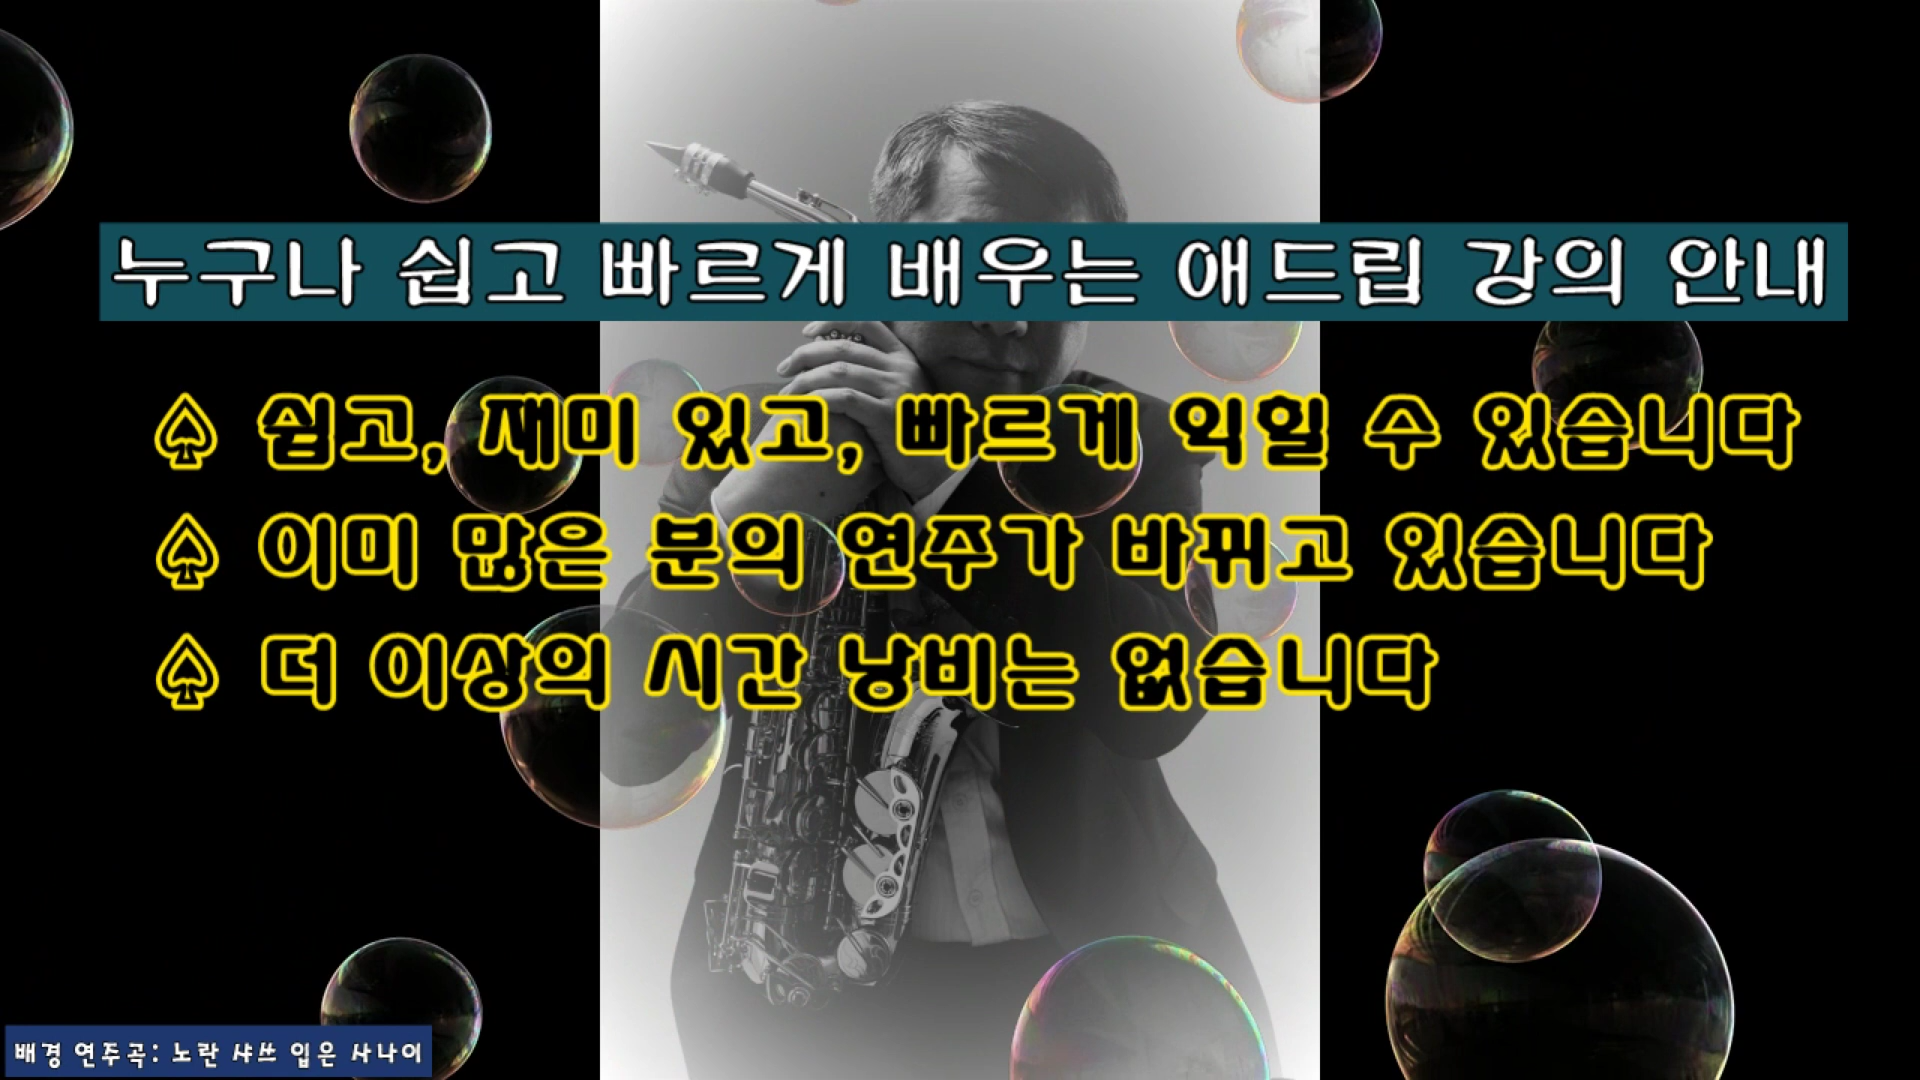 누구나 쉽고 빠르게 배우는 애드립 강의 안내
♤ 쉽고, 재미 있고, 빠르게 익힐 수 있습니다
♤ 이미 많은 분의 연주가 바뀌고 있습니다
♤ 더 이상의 시간 낭비는 없습니다
배경 연주곡: 노란 샤쓰 입은 사나이